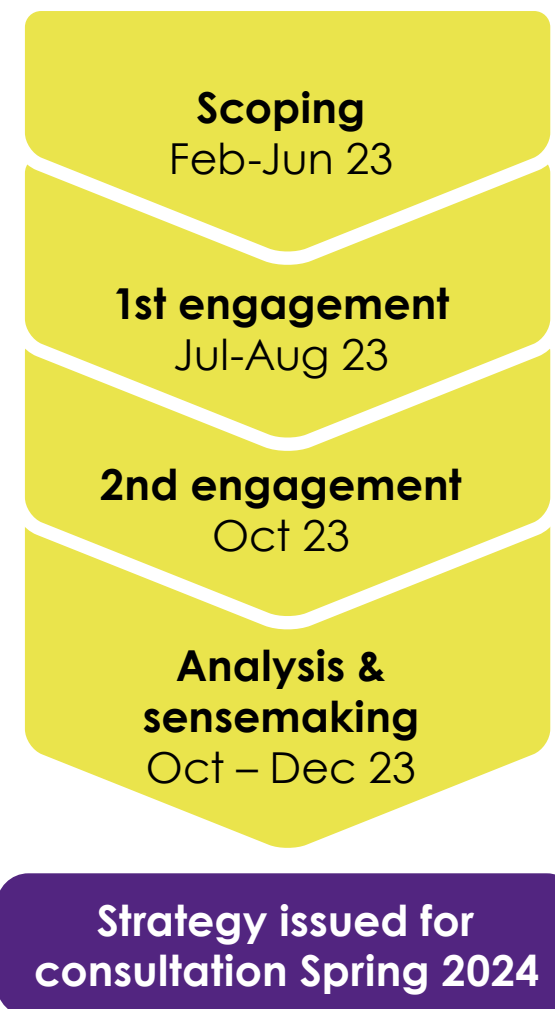 Scoping
Feb-Jun 23
1st engagement
Jul-Aug 23
2nd engagement
Oct 23
Analysis &
sensemaking
Oct – Dec 23
Strategy issued for
consultation Spring 2024